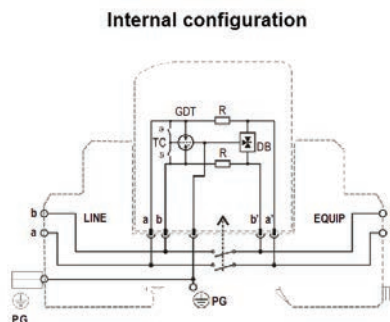 Internal configuration
GDT
R
a
TC
a
DB
R
b
LINE
a
b
b'
a'
EQUIP
a
PG
PG